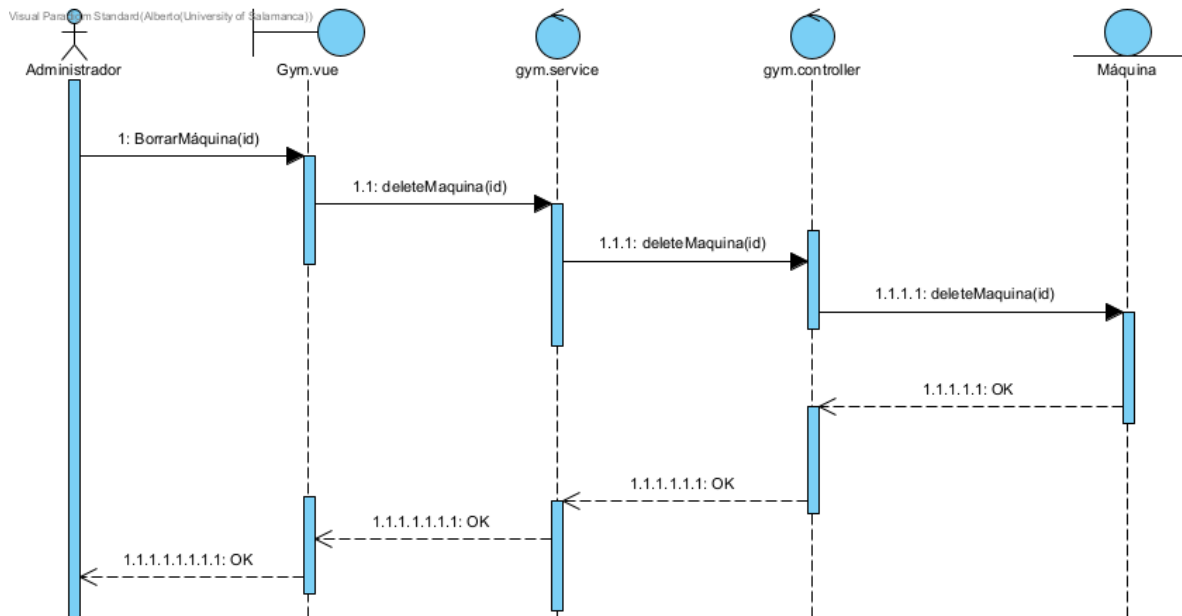 Visual Paradigm Standard(Alberto(University of Salamanca))
Administrador
Gym.vue
gym.service
gym.controller
Máquina
1: BorrarMáquina(id)
1.1: deleteMaquina(id)
1.1.1: deleteMaquina(id)
1.1.1.1: deleteMaquina(id)
1.1.1.1.1: OK
1.1.1.1.1.1: OK
1.1.1.1.1.1.1: OK
1.1.1.1.1.1.1.1: OK